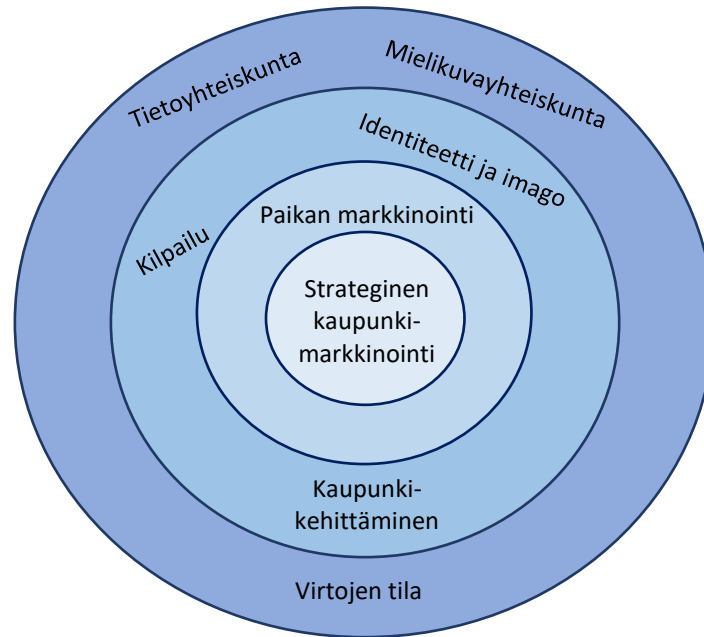 Tietoyhteiskunta
Mielikuvayhteiskunta
Identiteetti ja imago
Kilpailu
Paikan markkinointi
Strateginen
kaupunki-
markkinointi
Kaupunki-
kehittäminen
Virtojen tila